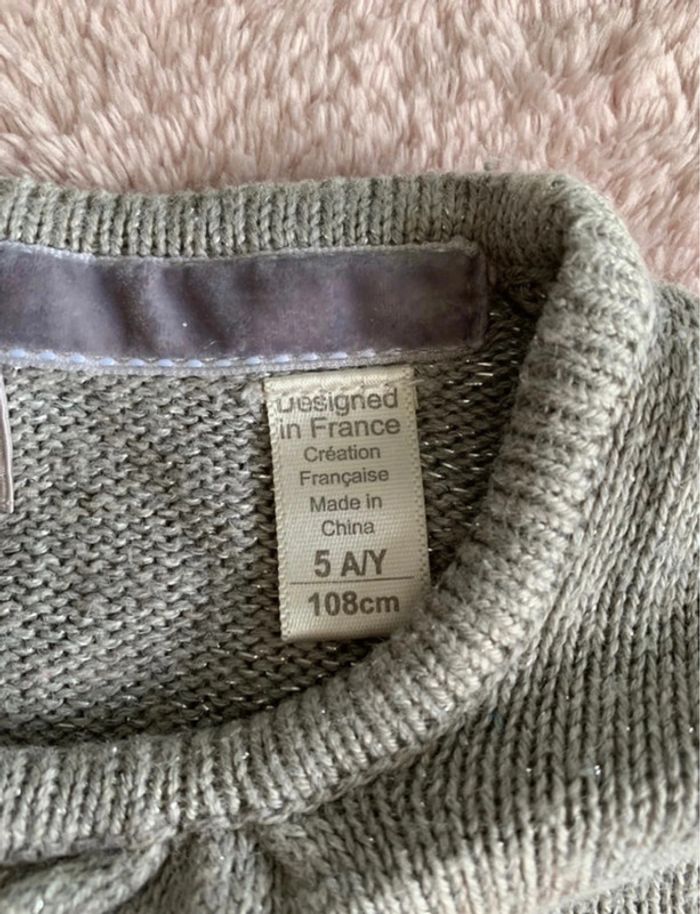 Designed
in France
Création
Française
Made in
China
5 A/Y
108cm